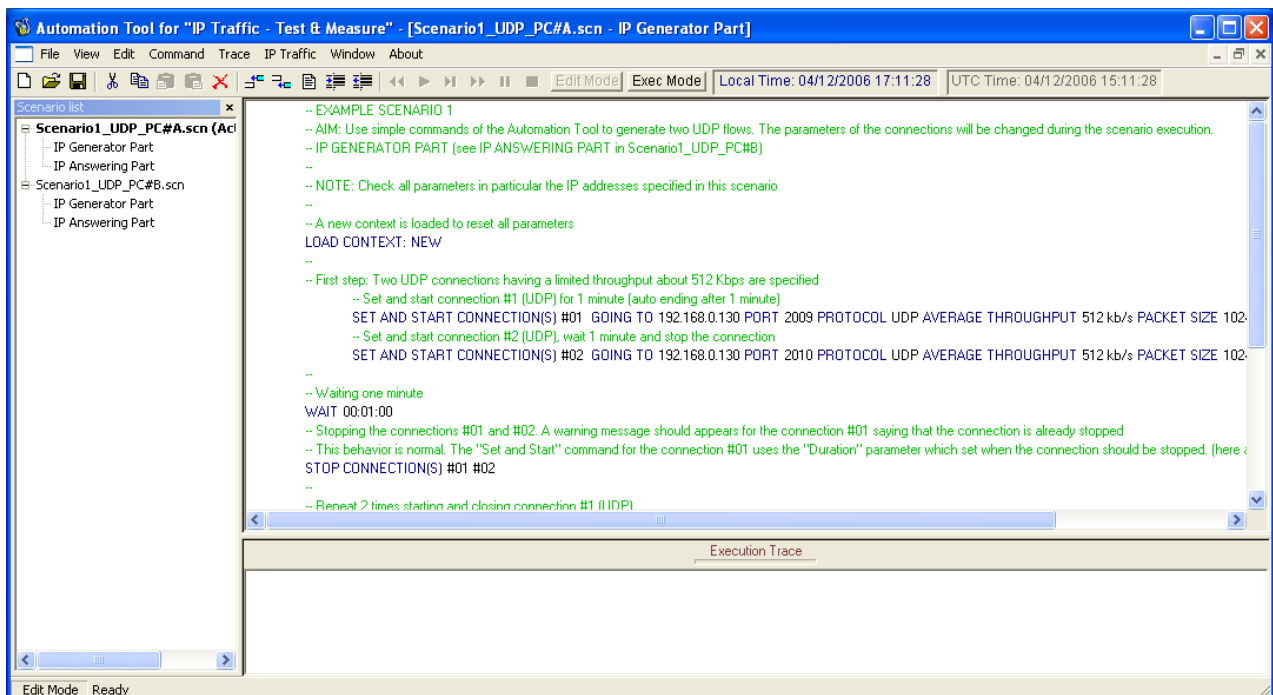 Automation Tool for "IP Traffic - Test & Measure" - [Scenario1_UDP_PC#A.scn - IP Generator Part]
File View Edit Command Trace IP Traffic Window About
Edit Mode Exec Mode Local Time: 04/12/2006 17:11:28 UTC Time: 04/12/2006 15:11:28
Scenario list
Scenario1_UDP_PC#A.scn (Act
IP Generator Part
IP Answering Part
Scenario1_UDP_PC#B.scn
IP Generator Part
IP Answering Part
-- EXAMPLE SCENARIO 1
-- AIM: Use simple commands of the Automation Tool to generate two UDP flows. The parameters of the connections will be changed during the scenario execution.
-- IP GENERATOR PART (see IP ANSWERING PART in Scenario1_UDP_PC#B)
--
-- NOTE: Check all parameters in particular the IP addresses specified in this scenario
--
-- A new context is loaded to reset all parameters
LOAD CONTEXT: NEW
--
-- First step: Two UDP connections having a limited throughput about 512 Kbps are specified
-- Set and start connection #1 (UDP) for 1 minute (auto ending after 1 minute)
SET AND START CONNECTION(S) #01 GOING TO 192.168.0.130 PORT 2009 PROTOCOL UDP AVERAGE THROUGHPUT 512 kb/s PACKET SIZE 102
-- Set and start connection #2 (UDP), wait 1 minute and stop the connection
SET AND START CONNECTION(S) #02 GOING TO 192.168.0.130 PORT 2010 PROTOCOL UDP AVERAGE THROUGHPUT 512 kb/s PACKET SIZE 102
--
-- Waiting one minute
WAIT 00:01:00
-- Stopping the connections #01 and #02. A warning message should appears for the connection #01 saying that the connection is already stopped
-- This behavior is normal. The "Set and Start" command for the connection #01 uses the "Duration" parameter which set when the connection should be stopped. (here a
STOP CONNECTION(S) #01 #02
--
-- Repeat 2 times starting and closing connection #1 (UDP)
Execution Trace
Edit Mode Ready